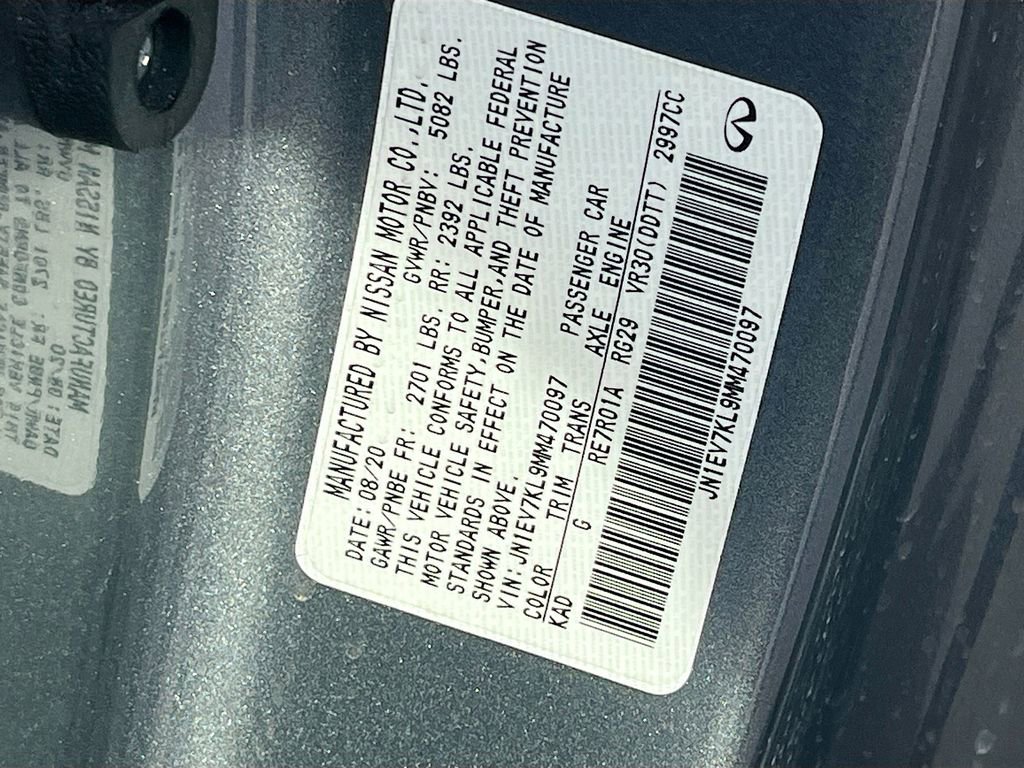 MANUFACTURED BY NISSAN MOTOR CO.,LTD.
DATE: 08/20 GVWR/PNBV: 5082 LBS.
GAWR/PNBE FR: 2701 LBS. RR: 2392 LBS.
THIS VEHICLE CONFORMS TO ALL APPLICABLE FEDERAL
MOTOR VEHICLE SAFETY,BUMPER,AND THEFT PREVENTION
STANDARDS IN EFFECT ON THE DATE OF MANUFACTURE
SHOWN ABOVE.
VIN: JN1EV7KL9MM470097 PASSENGER CAR
COLOR TRIM TRANS AXLE ENGINE
KAD G RE7R01A RG29 VR30(DDTT) 2997CC
JN1EV7KL9MM470097